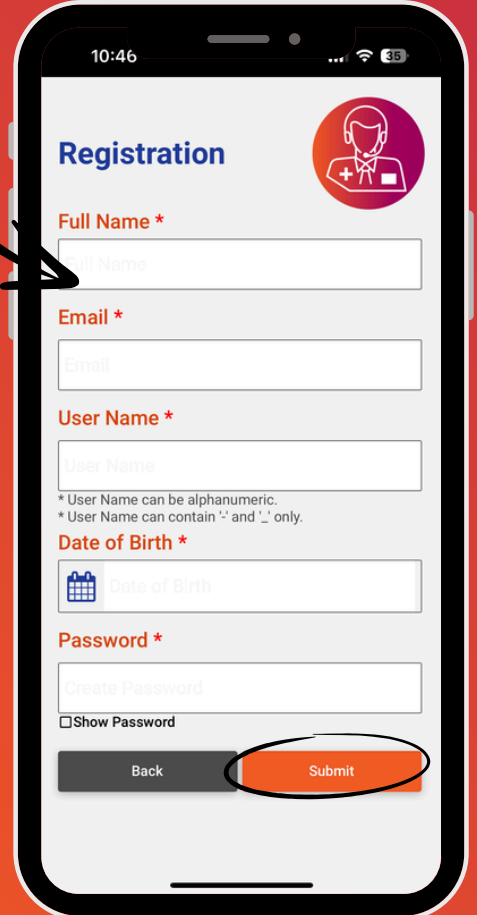 10:46
35
Registration
Full Name *
Full Name
Email *
Email
User Name *
User Name
* User Name can be alphanumeric.
* User Name can contain '-' and '_' only.
Date of Birth *
Date of Birth
Password *
Create Password
Show Password
Back
Submit